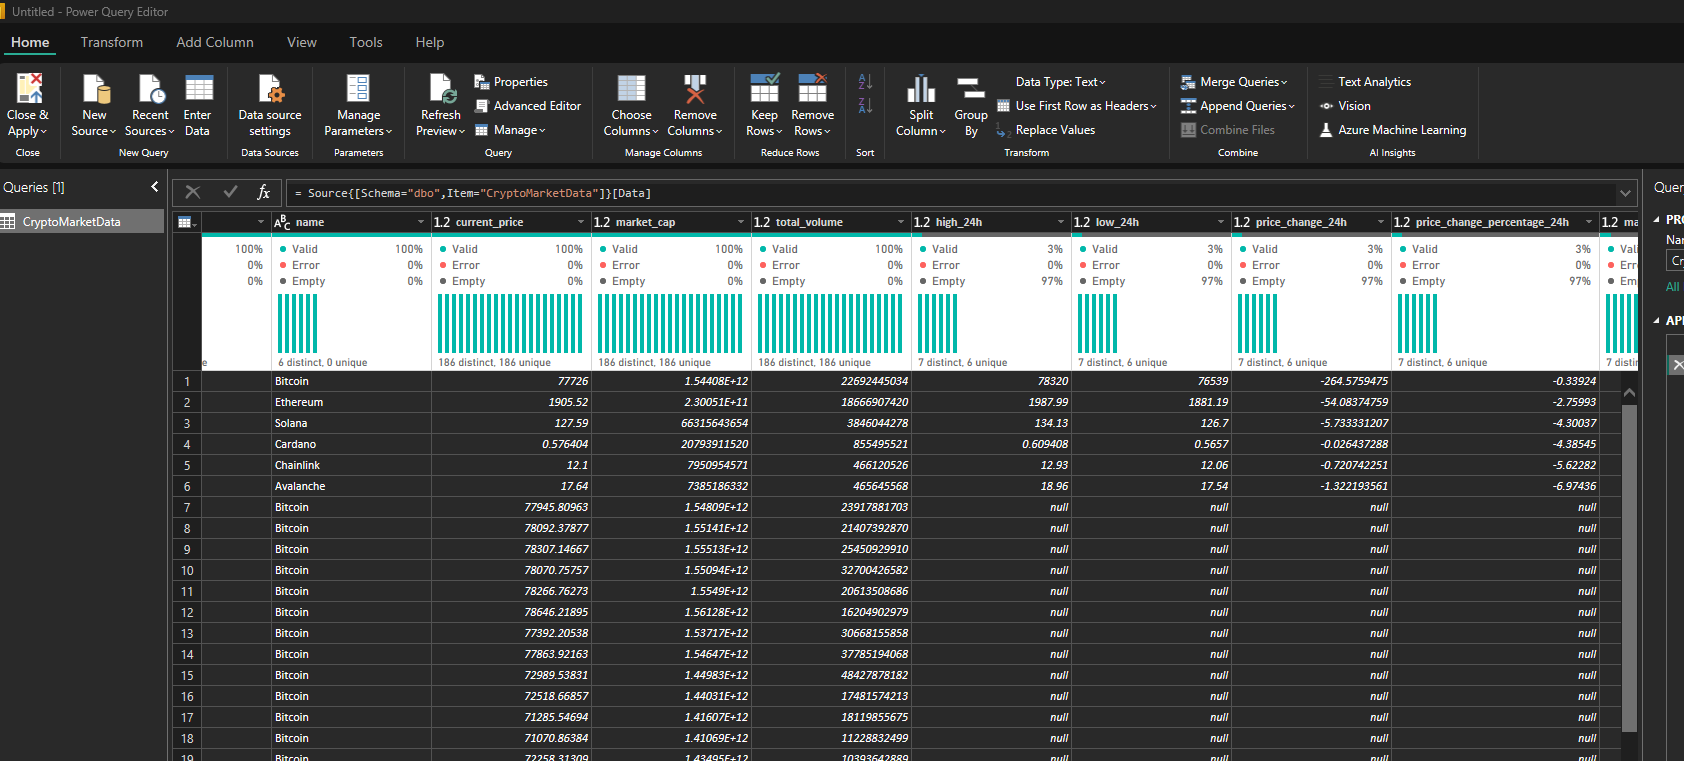 Untitled - Power Query Editor
Home Transform Add Column View Tools Help
Close & Apply New Source Recent Sources Enter Data Data source settings Manage Parameters Refresh Preview Properties Advanced Editor Manage Choose Columns Remove Columns Keep Rows Remove Rows Split Column Group By Data Type: Text Use First Row as Headers Replace Values Merge Queries Append Queries Combine Files Text Analytics Vision Azure Machine Learning
Close New Query Data Sources Parameters Query Manage Columns Reduce Rows Sort Transform Combine AI Insights
Queries [1] fx = Source{[Schema="dbo",Item="CryptoMarketData"]}[Data]
CryptoMarketData
name 1.2 current_price 1.2 market_cap 1.2 total_volume 1.2 high_24h 1.2 low_24h 1.2 price_change_24h 1.2 price_change_percentage_24h 1.2
100% Valid 100% Valid 100% Valid 100% Valid 100% Valid 3% Valid 3% Valid 3% Valid 3%
0% Error 0% Error 0% Error 0% Error 0% Error 0% Error 0% Error 0% Error 0%
0% Empty 0% Empty 0% Empty 0% Empty 0% Empty 97% Empty 97% Empty 97% Empty 97%
6 distinct, 0 unique 186 distinct, 186 unique 186 distinct, 186 unique 186 distinct, 186 unique 7 distinct, 6 unique 7 distinct, 6 unique 7 distinct, 6 unique 7 distinct, 6 unique
1 Bitcoin 77726 1.54408E+12 22692445034 78320 76539 -264.5759475 -0.33924
2 Ethereum 1905.52 2.30051E+11 18666907420 1987.99 1881.19 -54.08374759 -2.75993
3 Solana 127.59 66315643654 3846044278 134.13 126.7 -5.733331207 -4.30037
4 Cardano 0.576404 20793911520 855495521 0.609408 0.5657 -0.026437288 -4.38545
5 Chainlink 12.1 7950954571 466120526 12.93 12.06 -0.720742251 -5.62282
6 Avalanche 17.64 7385186332 465645568 18.96 17.54 -1.322193561 -6.97436
7 Bitcoin 77945.80963 1.54809E+12 23917881703 null null null null
8 Bitcoin 78092.37877 1.55141E+12 21407392870 null null null null
9 Bitcoin 78307.14667 1.55513E+12 25450929910 null null null null
10 Bitcoin 78070.75757 1.55094E+12 32700426582 null null null null
11 Bitcoin 78266.76273 1.5549E+12 20613508686 null null null null
12 Bitcoin 78646.21895 1.56128E+12 16204902979 null null null null
13 Bitcoin 77392.20538 1.53717E+12 30668155858 null null null null
14 Bitcoin 77863.92163 1.54647E+12 37785194068 null null null null
15 Bitcoin 72989.53831 1.44983E+12 48427878182 null null null null
16 Bitcoin 72518.66857 1.44031E+12 17481574213 null null null null
17 Bitcoin 71285.54694 1.41607E+12 18119855675 null null null null
18 Bitcoin 71070.86384 1.41069E+12 11228832499 null null null null
19 Bitcoin 72258.31309 1.43495E+12 10393642889 null null null null
All